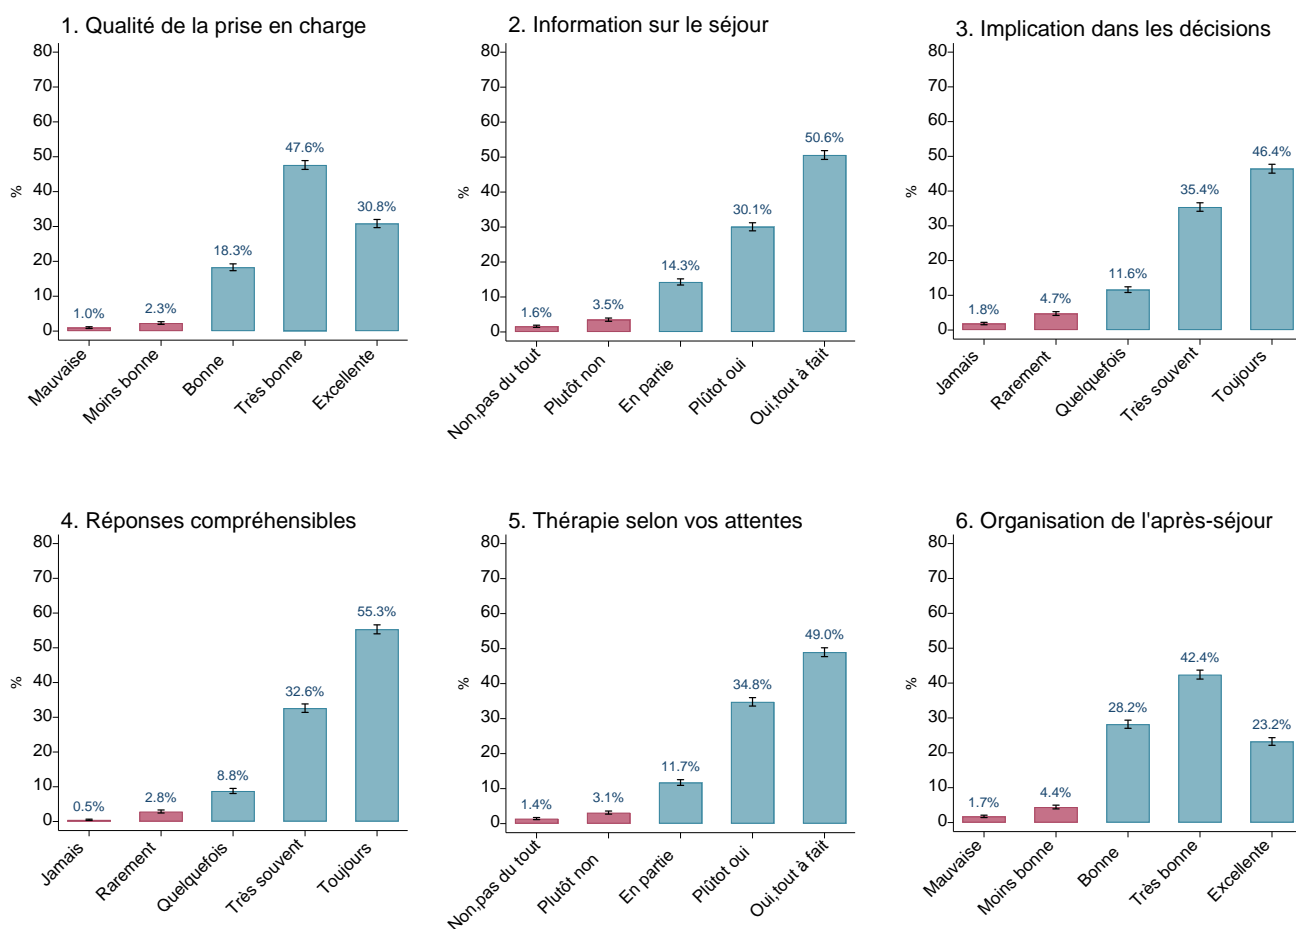 1. Qualité de la prise en charge
80
70
60
50
40
30
20
10
0
%
1.0%
2.3%
18.3%
47.6%
30.8%
Mauvaise
Moins bonne
Bonne
Très bonne
Excellente
2. Information sur le séjour
80
70
60
50
40
30
20
10
0
%
1.6%
3.5%
14.3%
30.1%
50.6%
Non,pas du tout
Plutôt non
En partie
Plûtot oui
Oui,tout à fait
3. Implication dans les décisions
80
70
60
50
40
30
20
10
0
%
1.8%
4.7%
11.6%
35.4%
46.4%
Jamais
Rarement
Quelquefois
Très souvent
Toujours
4. Réponses compréhensibles
80
70
60
50
40
30
20
10
0
%
0.5%
2.8%
8.8%
32.6%
55.3%
Jamais
Rarement
Quelquefois
Très souvent
Toujours
5. Thérapie selon vos attentes
80
70
60
50
40
30
20
10
0
%
1.4%
3.1%
11.7%
34.8%
49.0%
Non,pas du tout
Plutôt non
En partie
Plûtot oui
Oui,tout à fait
6. Organisation de l'après-séjour
80
70
60
50
40
30
20
10
0
%
1.7%
4.4%
28.2%
42.4%
23.2%
Mauvaise
Moins bonne
Bonne
Très bonne
Excellente